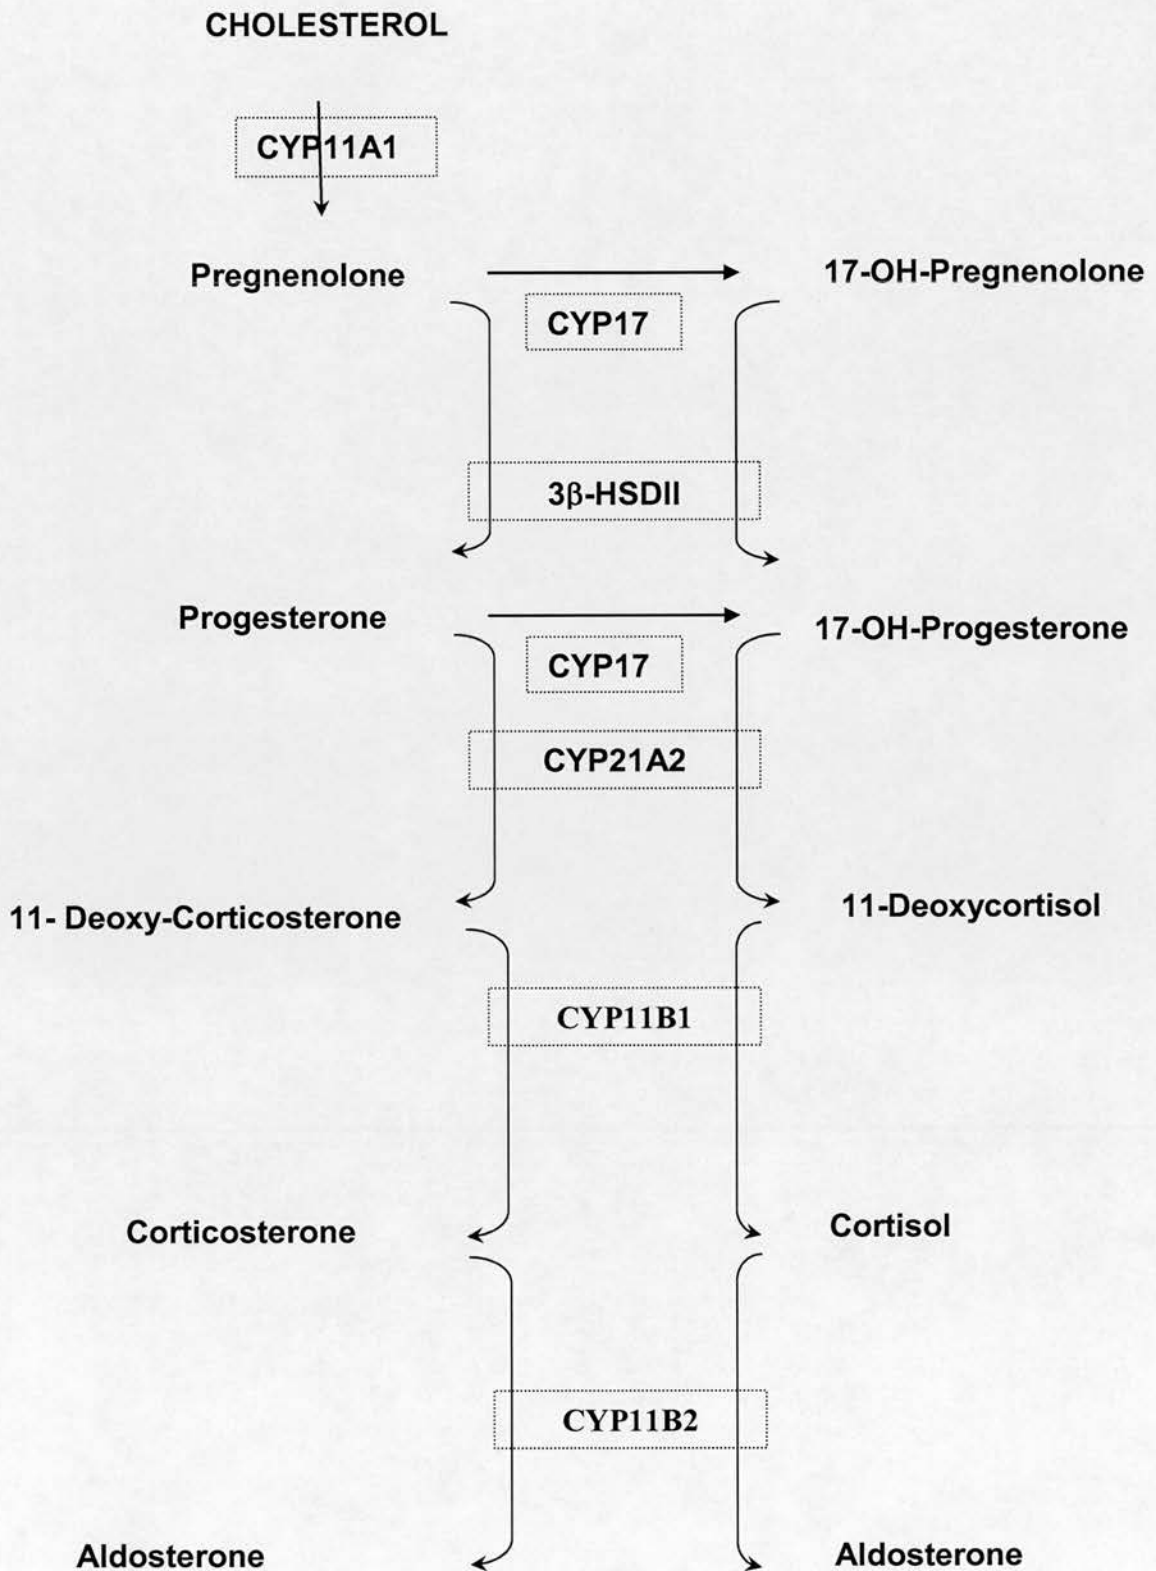 CHOLESTEROL
CYP11A1
Pregnenolone
17-OH-Pregnenolone
CYP17
3β-HSDII
Progesterone
17-OH-Progesterone
CYP17
CYP21A2
11- Deoxy-Corticosterone
11-Deoxycortisol
CYP11B1
Corticosterone
Cortisol
CYP11B2
Aldosterone
Aldosterone